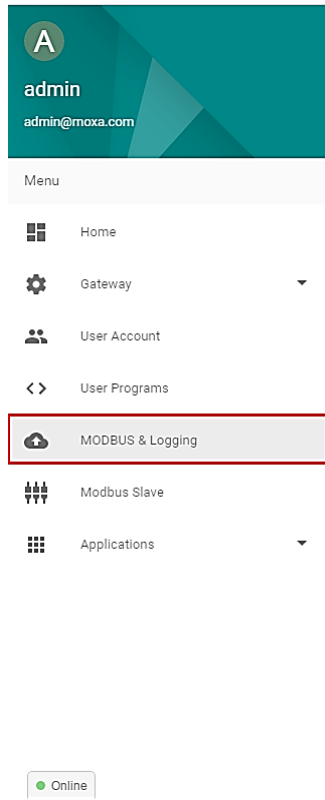 A
admin
admin@moxa.com
Menu
Home
Gateway
User Account
User Programs
MODBUS & Logging
Modbus Slave
Applications
Online